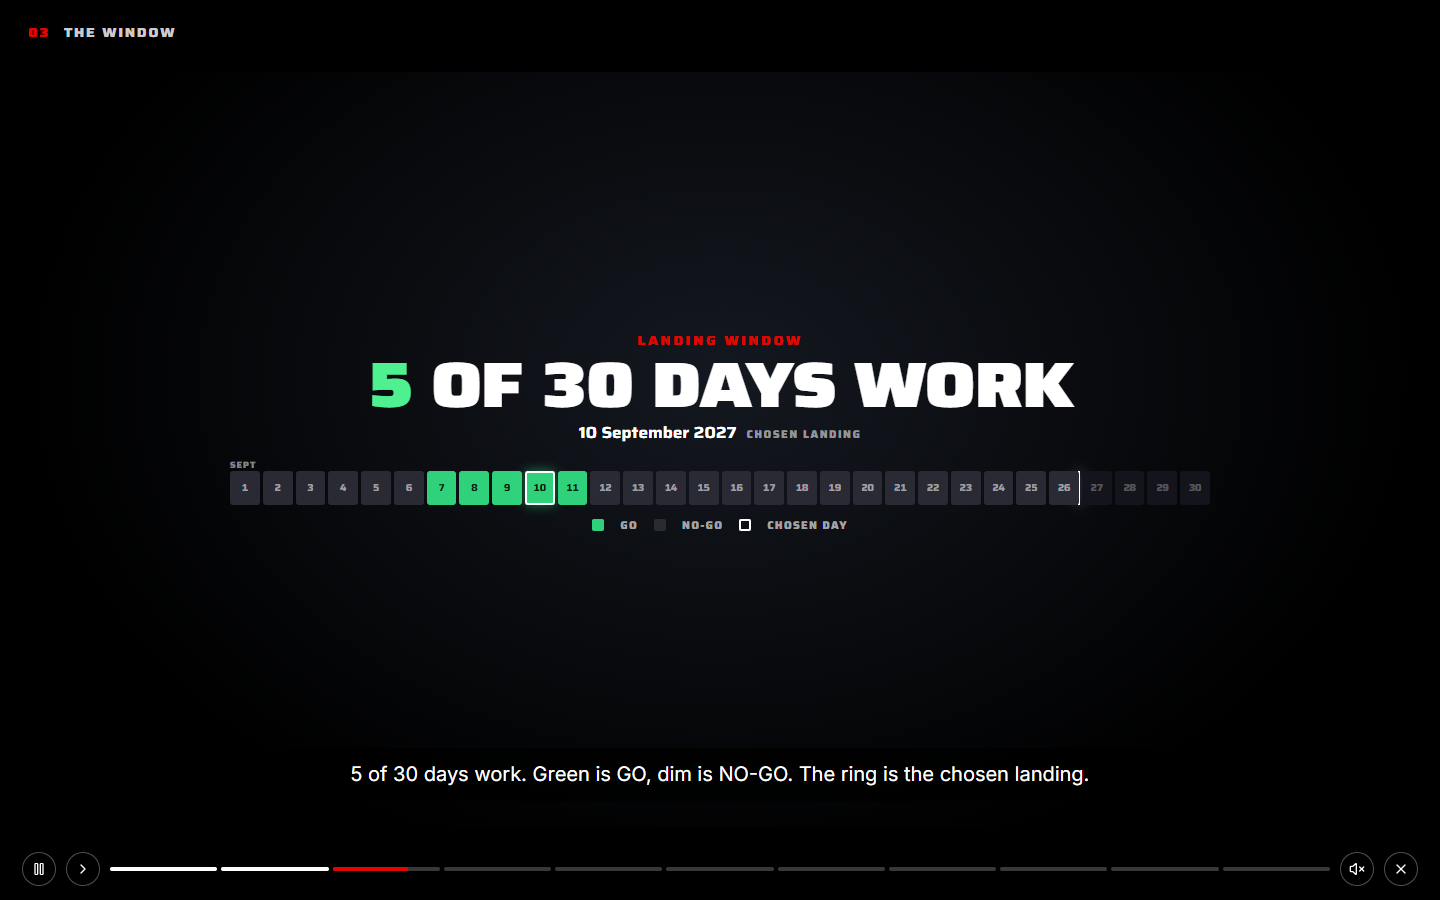 03 THE WINDOW
LANDING WINDOW
5 OF 30 DAYS WORK
10 September 2027 CHOSEN LANDING
SEPT
1 2 3 4 5 6 7 8 9 10 11 12 13 14 15 16 17 18 19 20 21 22 23 24 25 26 27 28 29 30
GO NO-GO CHOSEN DAY
5 of 30 days work. Green is GO, dim is NO-GO. The ring is the chosen landing.